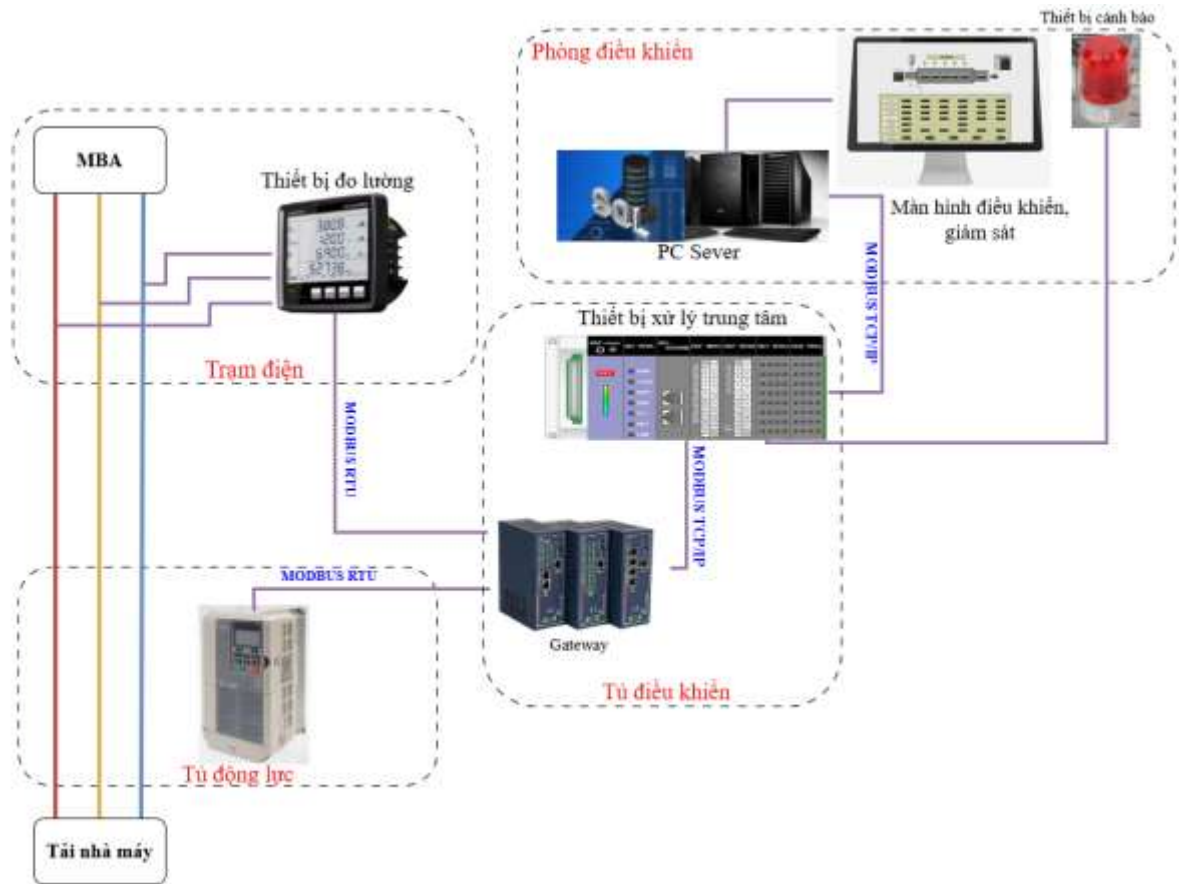 Thiết bị cảnh báo
Phòng điều khiển
MBA
Thiết bị đo lường
SQL
Màn hình điều khiển,
giám sát
PC Sever
MODBUS TCP/IP
Thiết bị xử lý trung tâm
Trạm điện
MODBUS RTU
MODBUS TCP/IP
MODBUS RTU
Gateway
Tủ điều khiển
Tủ động lực
Tải nhà máy